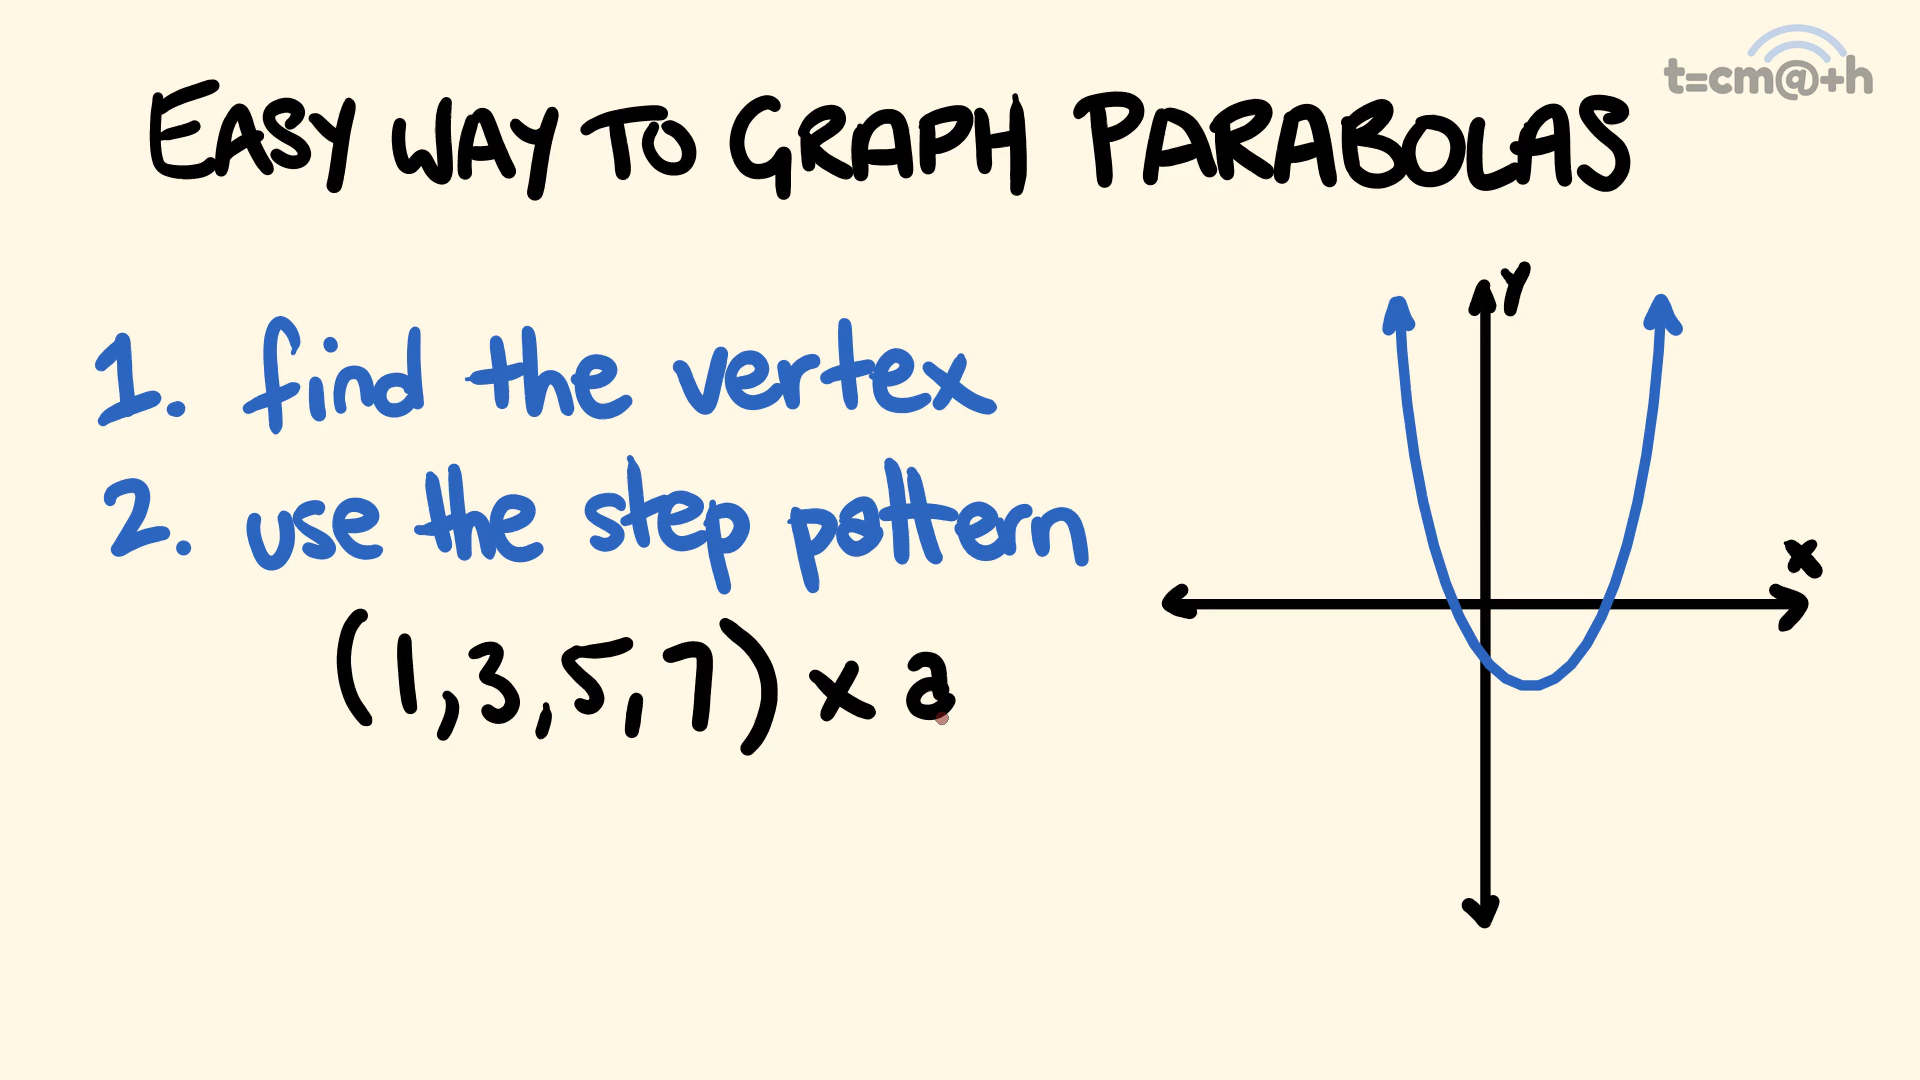 t=cm@+h
EASY WAY TO GRAPH PARABOLAS
1. find the vertex
2. use the step pattern
(1,3,5,7) x a
y
x